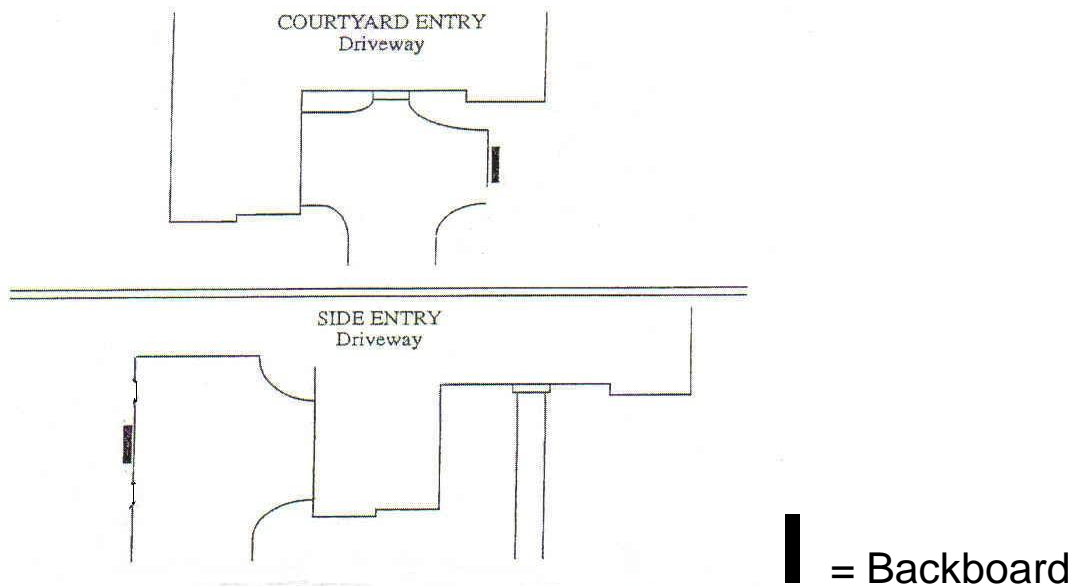 COURTYARD ENTRY
Driveway
SIDE ENTRY
Driveway
= Backboard